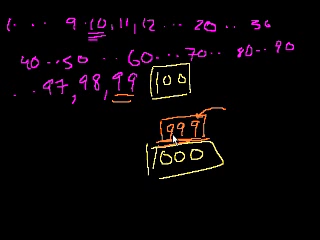 1 . . . . 9 . 10, 11, 12 . . . 20 . . 30
40 . . 50 . . . 60 . . . 70 . . 80 . . 90
. . 97, 98, 99 100
999
1000